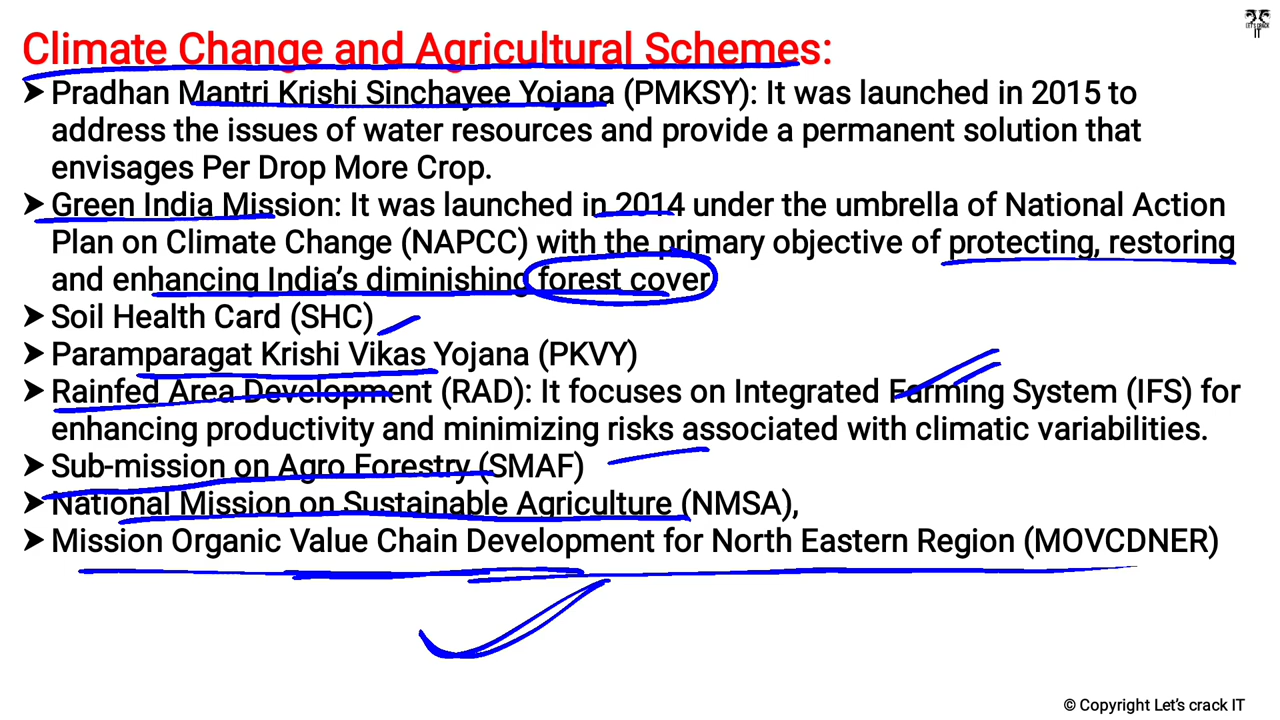 Climate Change and Agricultural Schemes:
LET'S CRACK
IT
➤ Pradhan Mantri Krishi Sinchayee Yojana (PMKSY): It was launched in 2015 to
address the issues of water resources and provide a permanent solution that
envisages Per Drop More Crop.
➤ Green India Mission: It was launched in 2014 under the umbrella of National Action
Plan on Climate Change (NAPCC) with the primary objective of protecting, restoring
and enhancing India's diminishing forest cover
➤ Soil Health Card (SHC)
➤ Paramparagat Krishi Vikas Yojana (PKVY)
➤ Rainfed Area Development (RAD): It focuses on Integrated Farming System (IFS) for
enhancing productivity and minimizing risks associated with climatic variabilities.
➤ Sub-mission on Agro Forestry (SMAF)
➤ National Mission on Sustainable Agriculture (NMSA),
➤ Mission Organic Value Chain Development for North Eastern Region (MOVCDNER)
© Copyright Let's crack IT